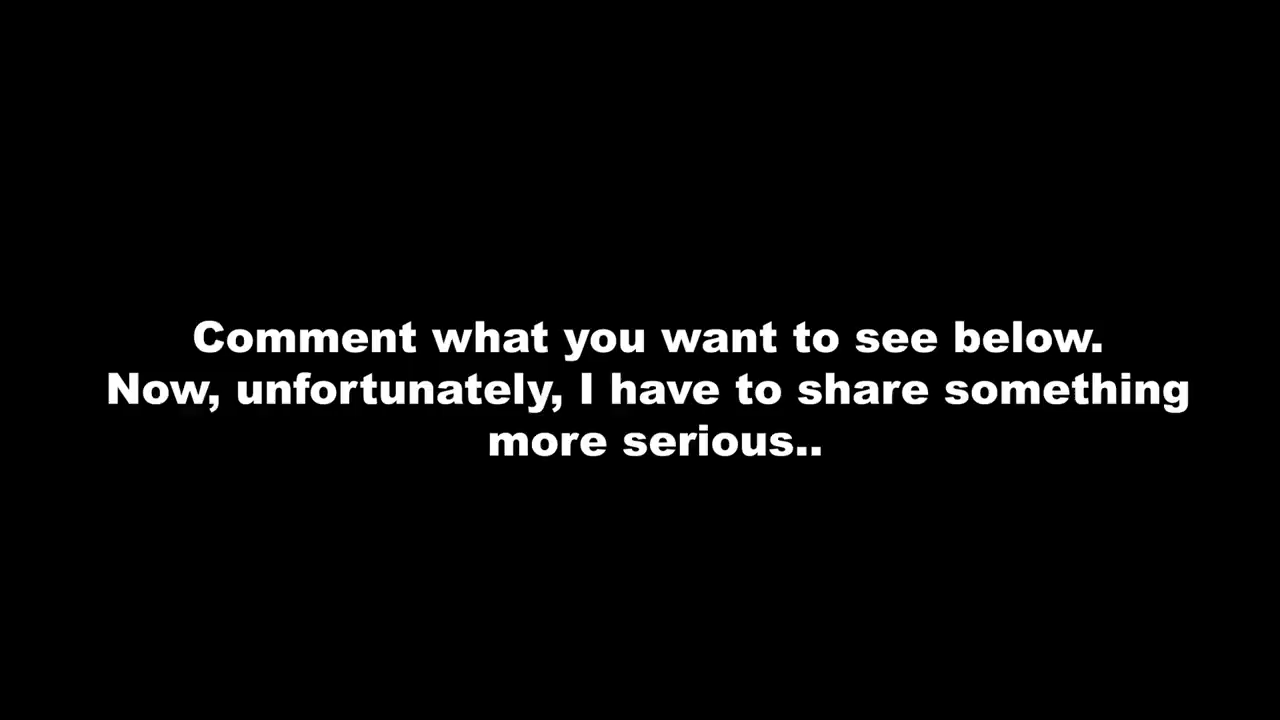 Comment what you want to see below.
Now, unfortunately, I have to share something
more serious..